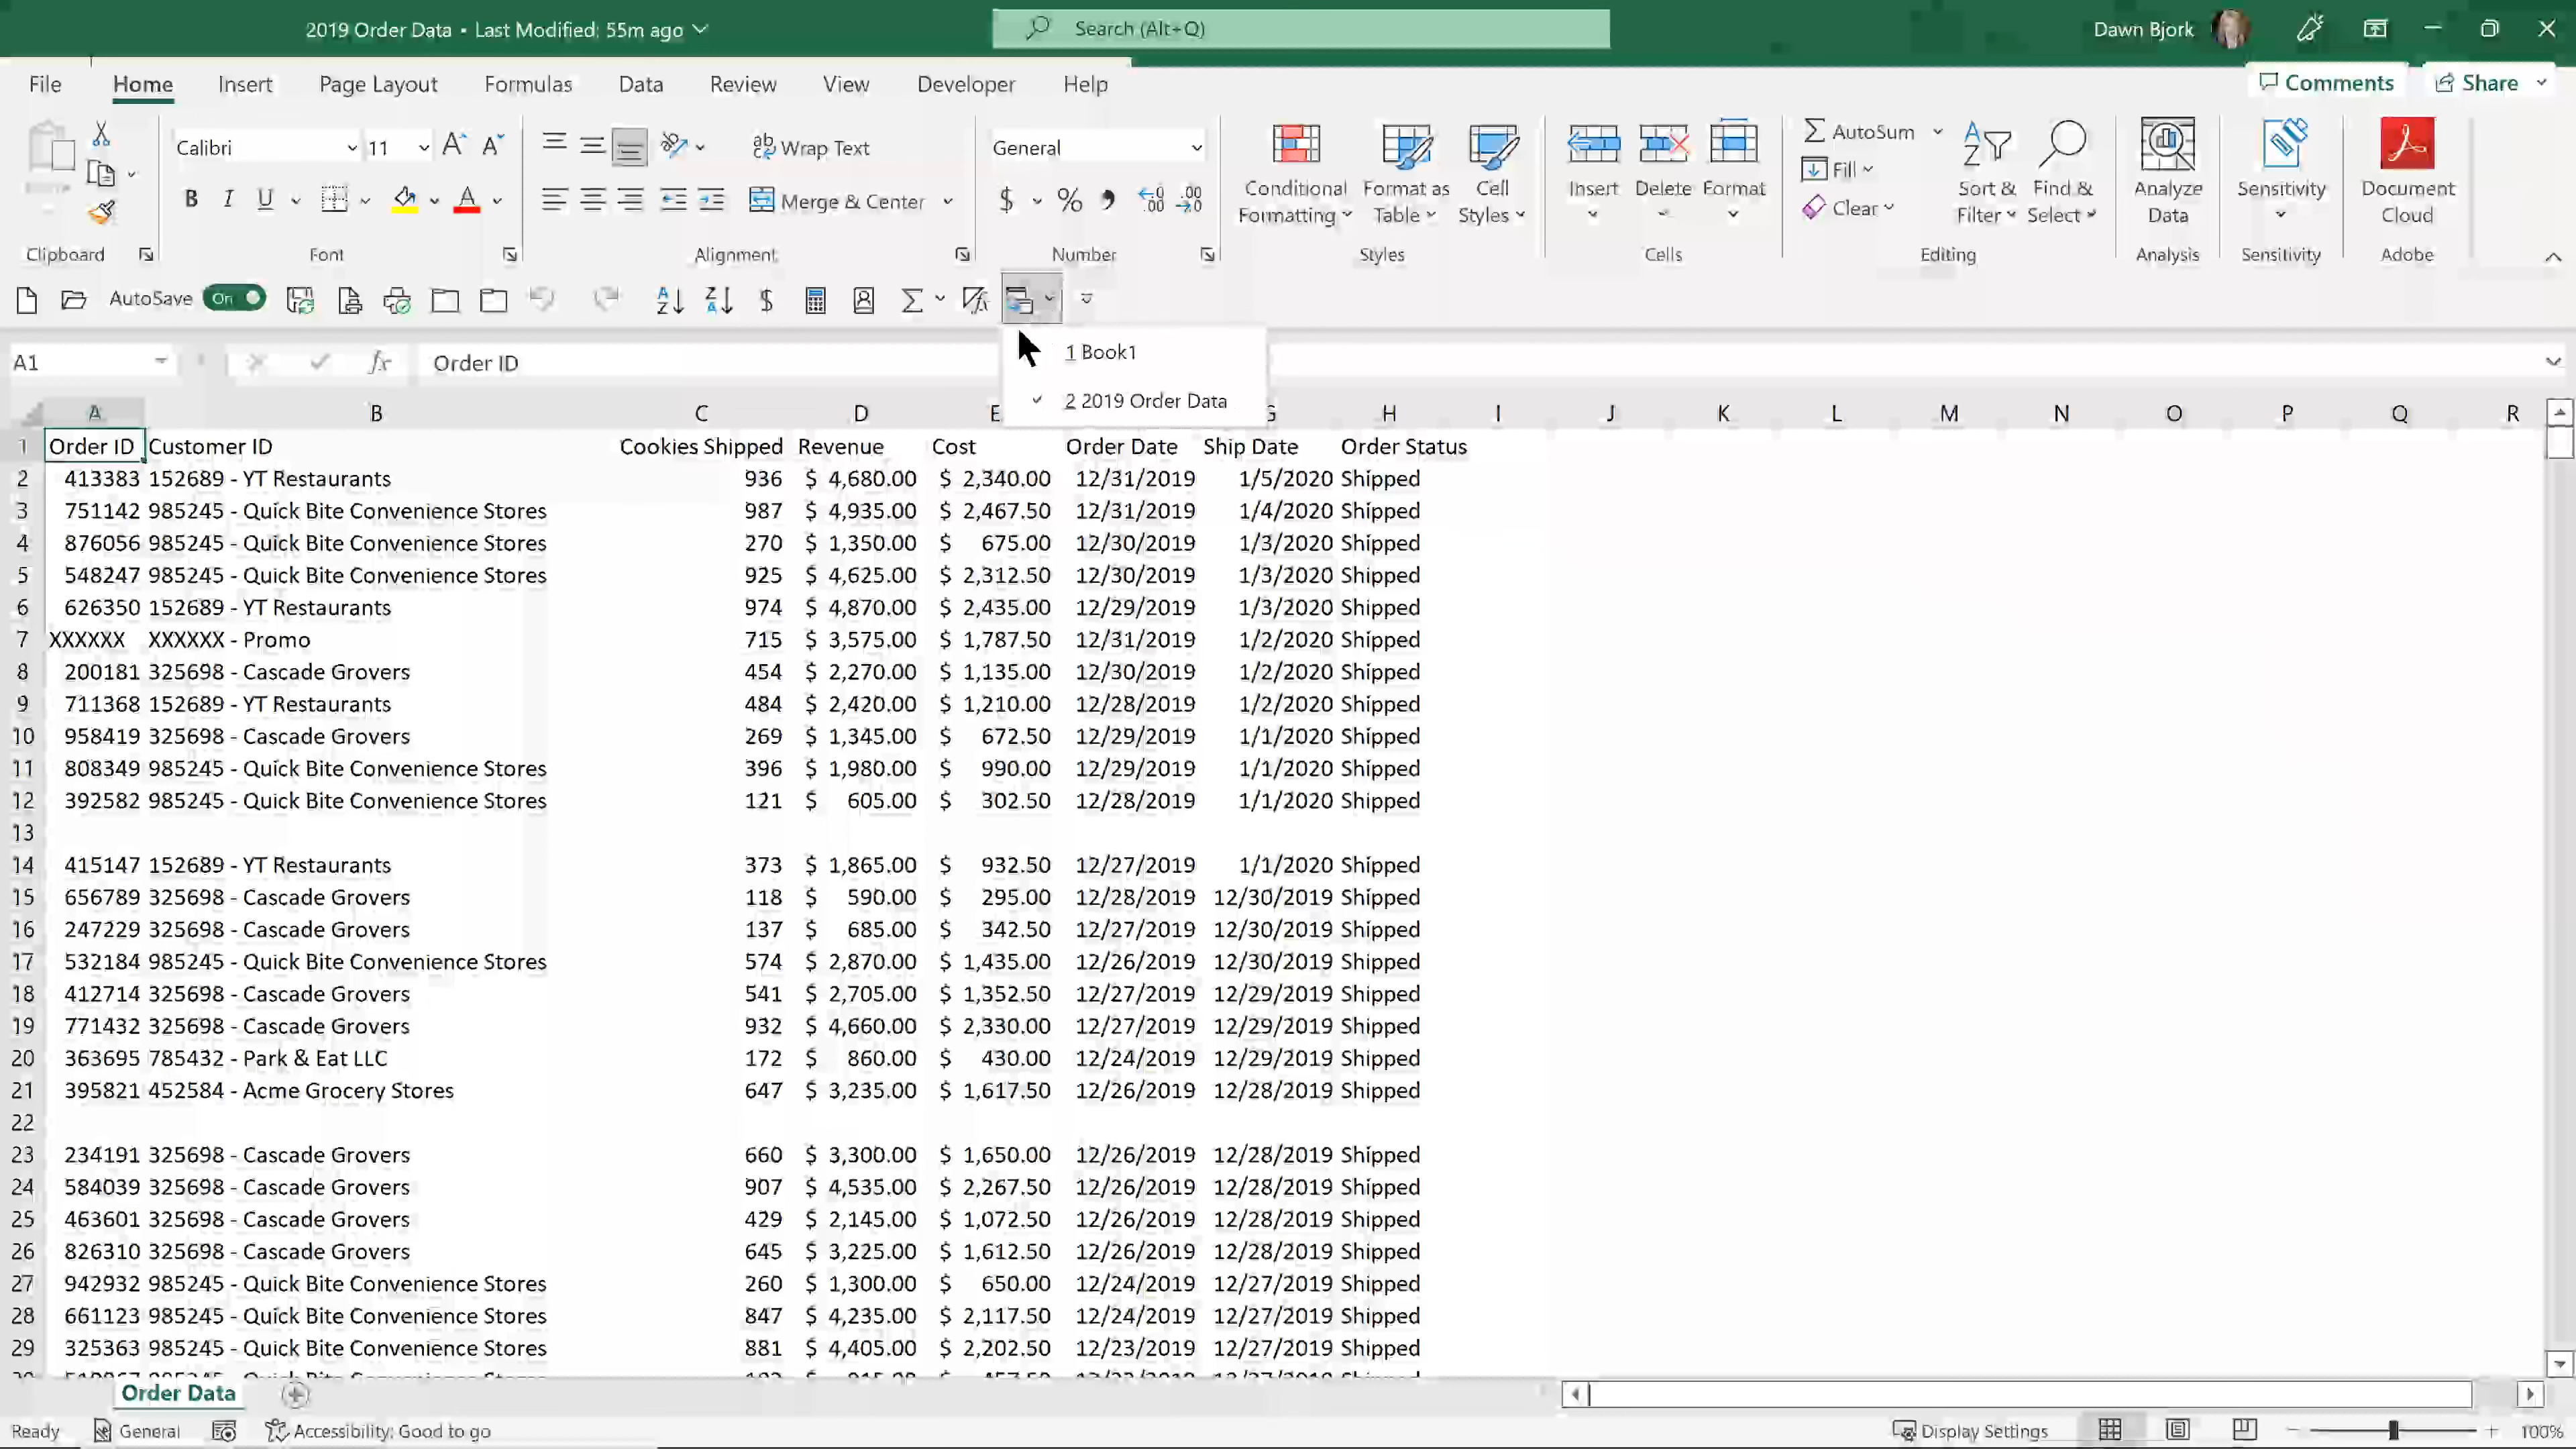 2019 Order Data • Last Modified: 55m ago
Search (Alt+Q)
Dawn Bjork
File Home Insert Page Layout Formulas Data Review View Developer Help
Comments Share
Calibri 11
Wrap Text
General
AutoSum
Fill
Clear
B I U
Merge & Center
$ %
Conditional Formatting
Format as Table
Cell Styles
Insert Delete Format
Sort & Filter
Find & Select
Analyze Data
Sensitivity
Document Cloud
Clipboard Font Alignment Number Styles Cells Editing Analysis Sensitivity Adobe
AutoSave On
1 Book1
2 2019 Order Data
A1 fx Order ID
A B C D E G H I J K L M N O P Q R
1 Order ID Customer ID Cookies Shipped Revenue Cost Order Date Ship Date Order Status
2 413383 152689 - YT Restaurants 936 $ 4,680.00 $ 2,340.00 12/31/2019 1/5/2020 Shipped
3 751142 985245 - Quick Bite Convenience Stores 987 $ 4,935.00 $ 2,467.50 12/31/2019 1/4/2020 Shipped
4 876056 985245 - Quick Bite Convenience Stores 270 $ 1,350.00 $ 675.00 12/30/2019 1/3/2020 Shipped
5 548247 985245 - Quick Bite Convenience Stores 925 $ 4,625.00 $ 2,312.50 12/30/2019 1/3/2020 Shipped
6 626350 152689 - YT Restaurants 974 $ 4,870.00 $ 2,435.00 12/29/2019 1/3/2020 Shipped
7 XXXXXX XXXXXX - Promo 715 $ 3,575.00 $ 1,787.50 12/31/2019 1/2/2020 Shipped
8 200181 325698 - Cascade Grovers 454 $ 2,270.00 $ 1,135.00 12/30/2019 1/2/2020 Shipped
9 711368 152689 - YT Restaurants 484 $ 2,420.00 $ 1,210.00 12/28/2019 1/2/2020 Shipped
10 958419 325698 - Cascade Grovers 269 $ 1,345.00 $ 672.50 12/29/2019 1/1/2020 Shipped
11 808349 985245 - Quick Bite Convenience Stores 396 $ 1,980.00 $ 990.00 12/29/2019 1/1/2020 Shipped
12 392582 985245 - Quick Bite Convenience Stores 121 $ 605.00 $ 302.50 12/28/2019 1/1/2020 Shipped
13
14 415147 152689 - YT Restaurants 373 $ 1,865.00 $ 932.50 12/27/2019 1/1/2020 Shipped
15 656789 325698 - Cascade Grovers 118 $ 590.00 $ 295.00 12/28/2019 12/30/2019 Shipped
16 247229 325698 - Cascade Grovers 137 $ 685.00 $ 342.50 12/27/2019 12/30/2019 Shipped
17 532184 985245 - Quick Bite Convenience Stores 574 $ 2,870.00 $ 1,435.00 12/26/2019 12/30/2019 Shipped
18 412714 325698 - Cascade Grovers 541 $ 2,705.00 $ 1,352.50 12/27/2019 12/29/2019 Shipped
19 771432 325698 - Cascade Grovers 932 $ 4,660.00 $ 2,330.00 12/27/2019 12/29/2019 Shipped
20 363695 785432 - Park & Eat LLC 172 $ 860.00 $ 430.00 12/24/2019 12/29/2019 Shipped
21 395821 452584 - Acme Grocery Stores 647 $ 3,235.00 $ 1,617.50 12/26/2019 12/28/2019 Shipped
22
23 234191 325698 - Cascade Grovers 660 $ 3,300.00 $ 1,650.00 12/26/2019 12/28/2019 Shipped
24 584039 325698 - Cascade Grovers 907 $ 4,535.00 $ 2,267.50 12/26/2019 12/28/2019 Shipped
25 463601 325698 - Cascade Grovers 429 $ 2,145.00 $ 1,072.50 12/26/2019 12/28/2019 Shipped
26 826310 325698 - Cascade Grovers 645 $ 3,225.00 $ 1,612.50 12/26/2019 12/28/2019 Shipped
27 942932 985245 - Quick Bite Convenience Stores 260 $ 1,300.00 $ 650.00 12/24/2019 12/27/2019 Shipped
28 661123 985245 - Quick Bite Convenience Stores 847 $ 4,235.00 $ 2,117.50 12/24/2019 12/27/2019 Shipped
29 325363 985245 - Quick Bite Convenience Stores 881 $ 4,405.00 $ 2,202.50 12/23/2019 12/27/2019 Shipped
Order Data
Ready General Accessibility: Good to go Display Settings 100%